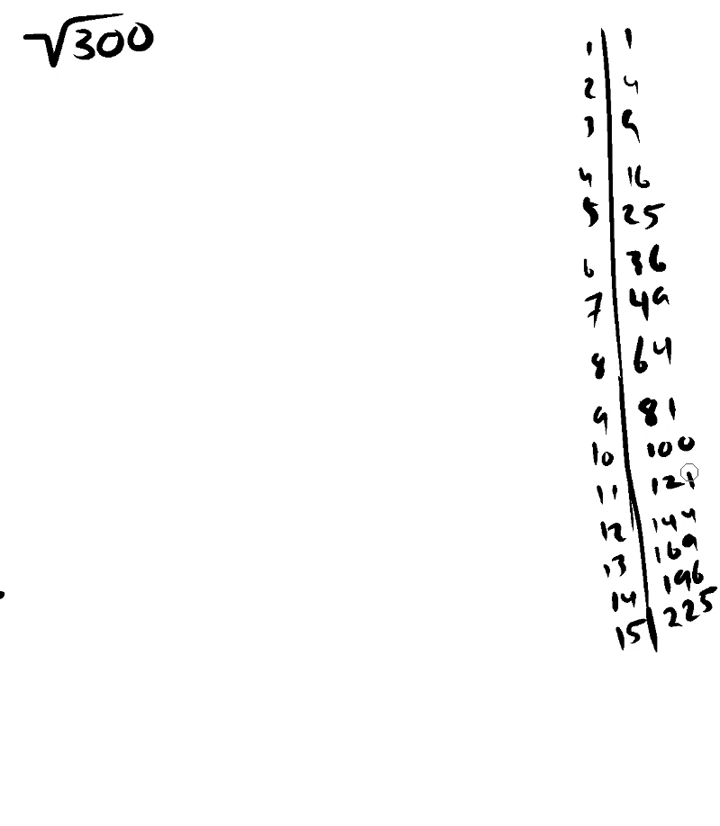 √300
1 | 1
2 | 4
3 | 9
4 | 16
5 | 25
6 | 36
7 | 49
8 | 64
9 | 81
10 | 100
11 | 121
12 | 144
13 | 169
14 | 196
15 | 225